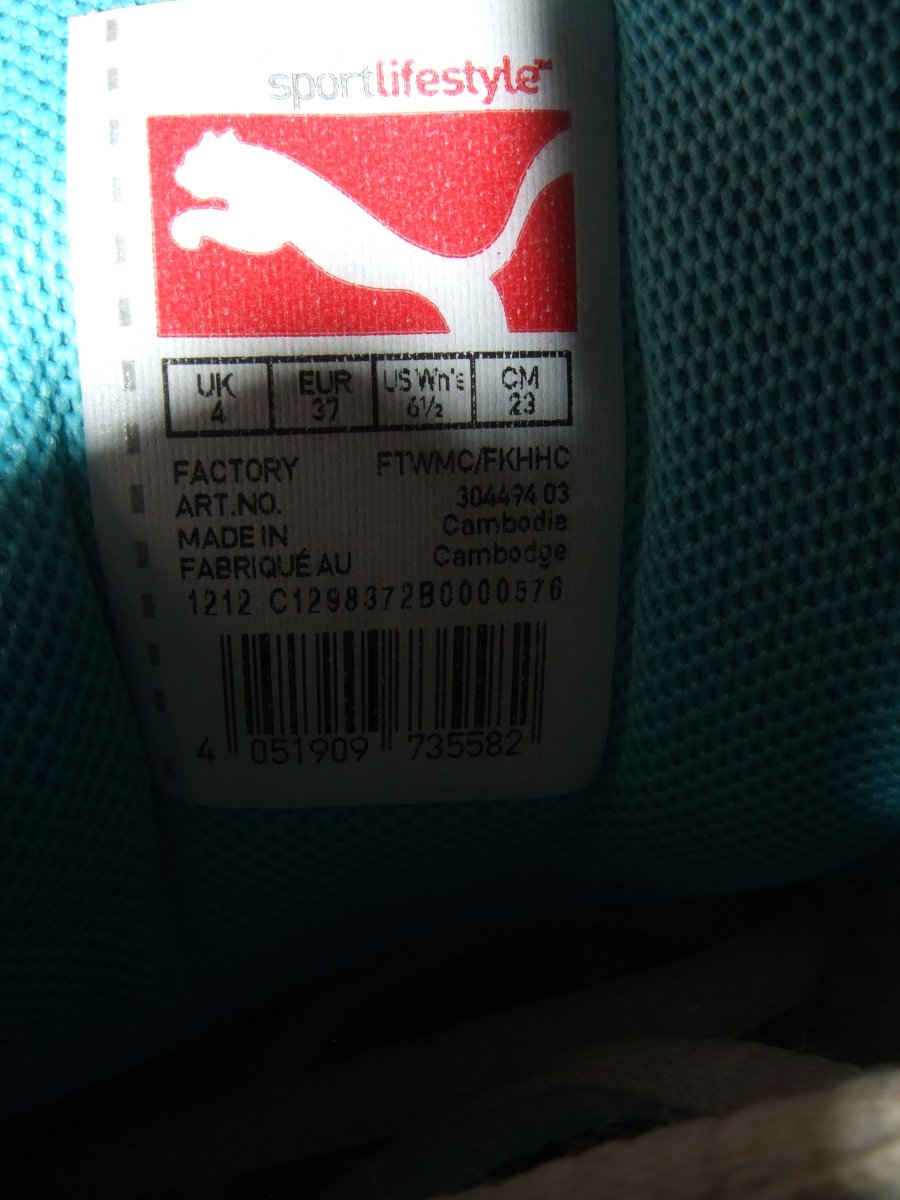 sportlifestyle™
UK EUR US Wn's CM
4 37 6½ 23
FACTORY FTWMC/FKHHC
ART.NO. 304494 03
MADE IN Cambodia
FABRIQUÉ AU Cambodge
1212 C1298372B0000576
4 051909 735582